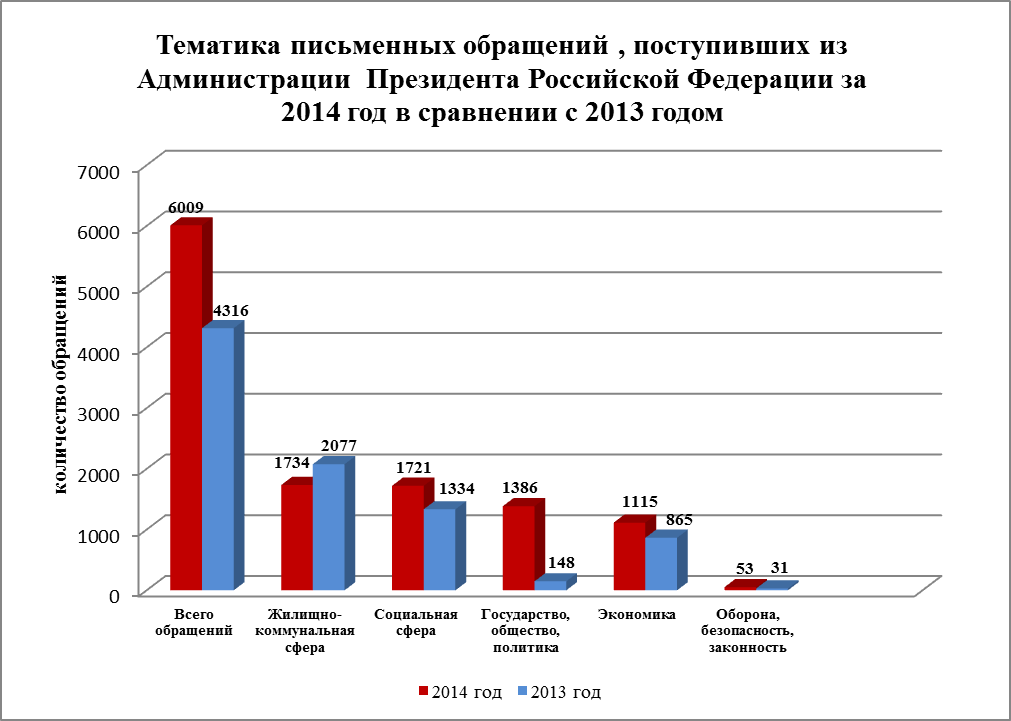 Тематика письменных обращений , поступивших из
Администрации  Президента Российской Федерации за
2014 год в сравнении с 2013 годом
количество обращений
7000
6000
5000
4000
3000
2000
1000
0
6009
4316
1734
2077
1721
1334
1386
148
1115
865
53
31
Всего
обращений
Жилищно-
коммунальная
сфера
Социальная
сфера
Государство,
общество,
политика
Экономика
Оборона,
безопасность,
законность
2014 год
2013 год